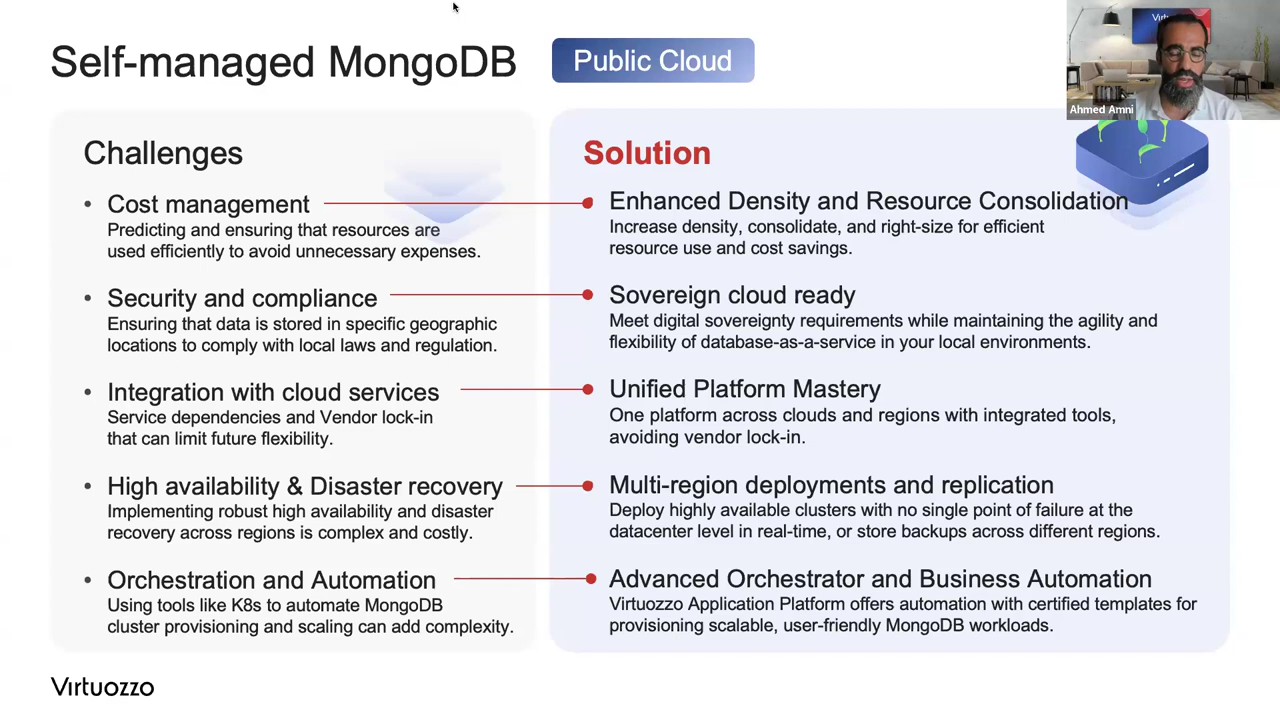 Self-managed MongoDB
Public Cloud
Ahmed Amni
Challenges
• Cost management
Predicting and ensuring that resources are
used efficiently to avoid unnecessary expenses.
• Security and compliance
Ensuring that data is stored in specific geographic
locations to comply with local laws and regulation.
• Integration with cloud services
Service dependencies and Vendor lock-in
that can limit future flexibility.
• High availability & Disaster recovery
Implementing robust high availability and disaster
recovery across regions is complex and costly.
• Orchestration and Automation
Using tools like K8s to automate MongoDB
cluster provisioning and scaling can add complexity.
Solution
Enhanced Density and Resource Consolidation
Increase density, consolidate, and right-size for efficient
resource use and cost savings.
Sovereign cloud ready
Meet digital sovereignty requirements while maintaining the agility and
flexibility of database-as-a-service in your local environments.
Unified Platform Mastery
One platform across clouds and regions with integrated tools,
avoiding vendor lock-in.
Multi-region deployments and replication
Deploy highly available clusters with no single point of failure at the
datacenter level in real-time, or store backups across different regions.
Advanced Orchestrator and Business Automation
Virtuozzo Application Platform offers automation with certified templates for
provisioning scalable, user-friendly MongoDB workloads.
Virtuozzo